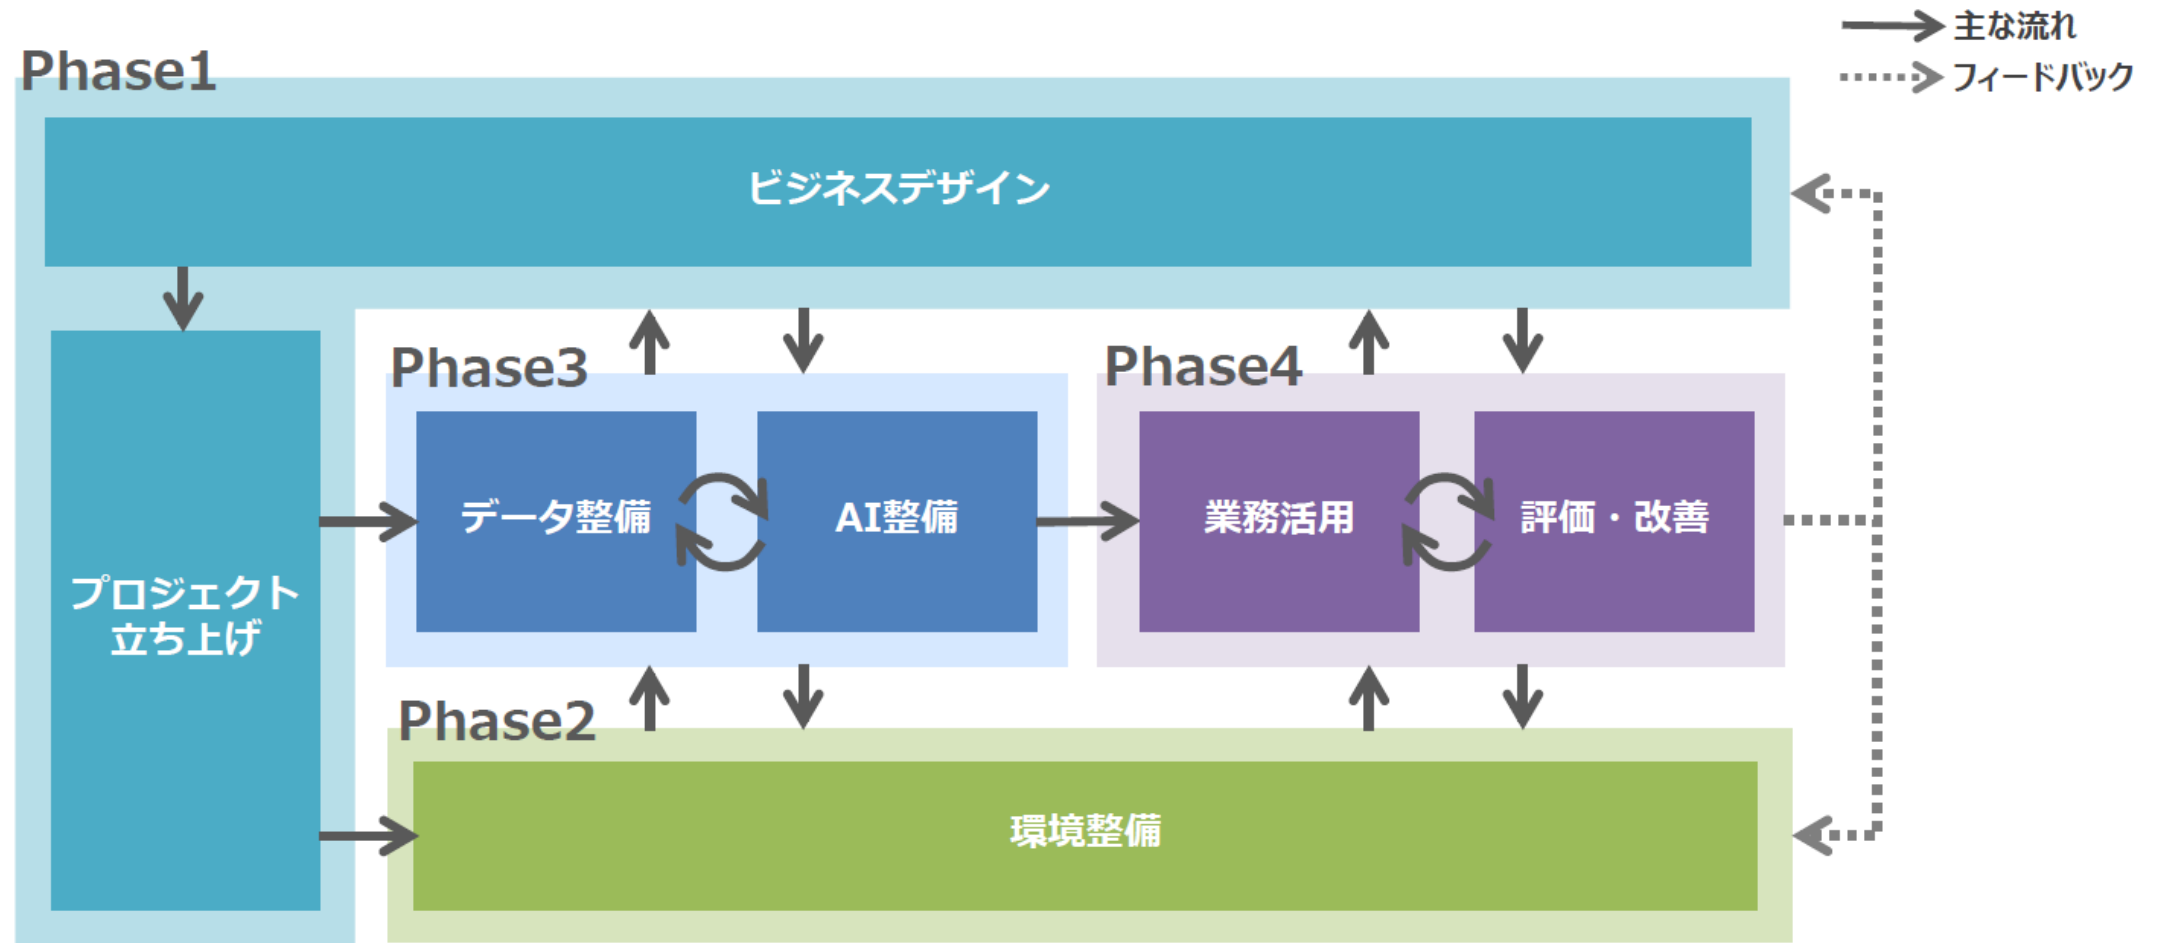 主な流れ
フィードバック
Phase1
ビジネスデザイン
プロジェクト
立ち上げ
Phase3
データ整備
AI整備
Phase4
業務活用
評価・改善
Phase2
環境整備